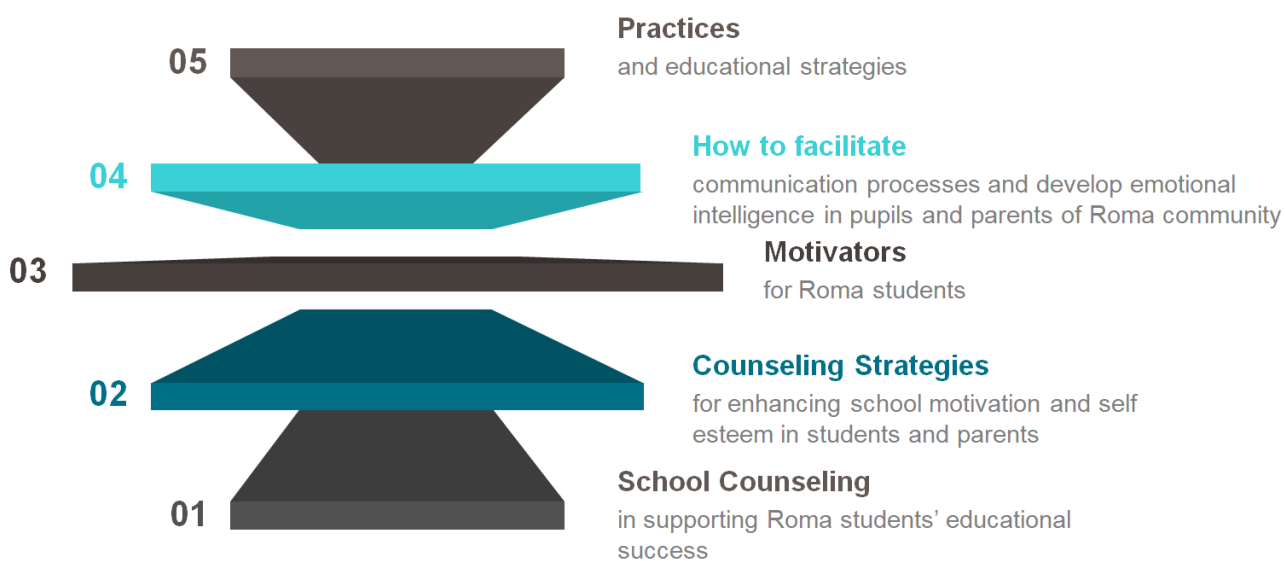 05
Practices
and educational strategies
04
How to facilitate
communication processes and develop emotional
intelligence in pupils and parents of Roma community
03
Motivators
for Roma students
02
Counseling Strategies
for enhancing school motivation and self
esteem in students and parents
01
School Counseling
in supporting Roma students’ educational
success